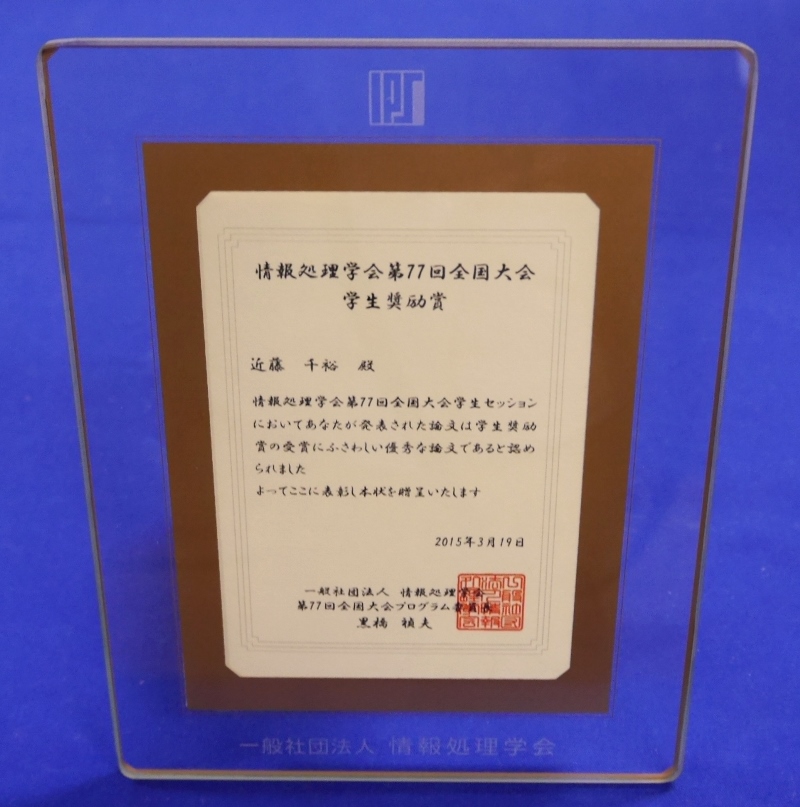 IPSJ
情報処理学会第77回全国大会
学生奨励賞
近藤 千裕 殿
情報処理学会第77回全国大会学生セッション
においてあなたが発表された論文は学生奨励
賞の受賞にふさわしい優秀な論文であると認め
られました
よってここに表彰し本状を贈呈いたします
2015年3月19日
一般社団法人 情報処理学会
第77回全国大会プログラム委員長
黒橋 禎夫
一般社団法人 情報処理学会